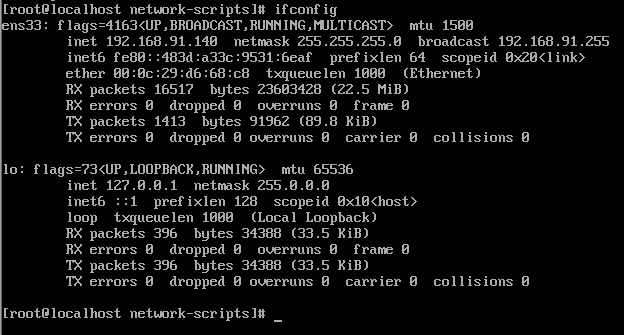 [root@localhost network-scripts]# ifconfig
ens33: flags=4163<UP,BROADCAST,RUNNING,MULTICAST>  mtu 1500
        inet 192.168.91.140  netmask 255.255.255.0  broadcast 192.168.91.255
        inet6 fe80::483d:a33c:9531:6eaf  prefixlen 64  scopeid 0x20<link>
        ether 00:0c:29:d6:68:c8  txqueuelen 1000  (Ethernet)
        RX packets 16517  bytes 23603428 (22.5 MiB)
        RX errors 0  dropped 0  overruns 0  frame 0
        TX packets 1413  bytes 91962 (89.8 KiB)
        TX errors 0  dropped 0 overruns 0  carrier 0  collisions 0

lo: flags=73<UP,LOOPBACK,RUNNING>  mtu 65536
        inet 127.0.0.1  netmask 255.0.0.0
        inet6 ::1  prefixlen 128  scopeid 0x10<host>
        loop  txqueuelen 1000  (Local Loopback)
        RX packets 396  bytes 34388 (33.5 KiB)
        RX errors 0  dropped 0  overruns 0  frame 0
        TX packets 396  bytes 34388 (33.5 KiB)
        TX errors 0  dropped 0 overruns 0  carrier 0  collisions 0

[root@localhost network-scripts]# _